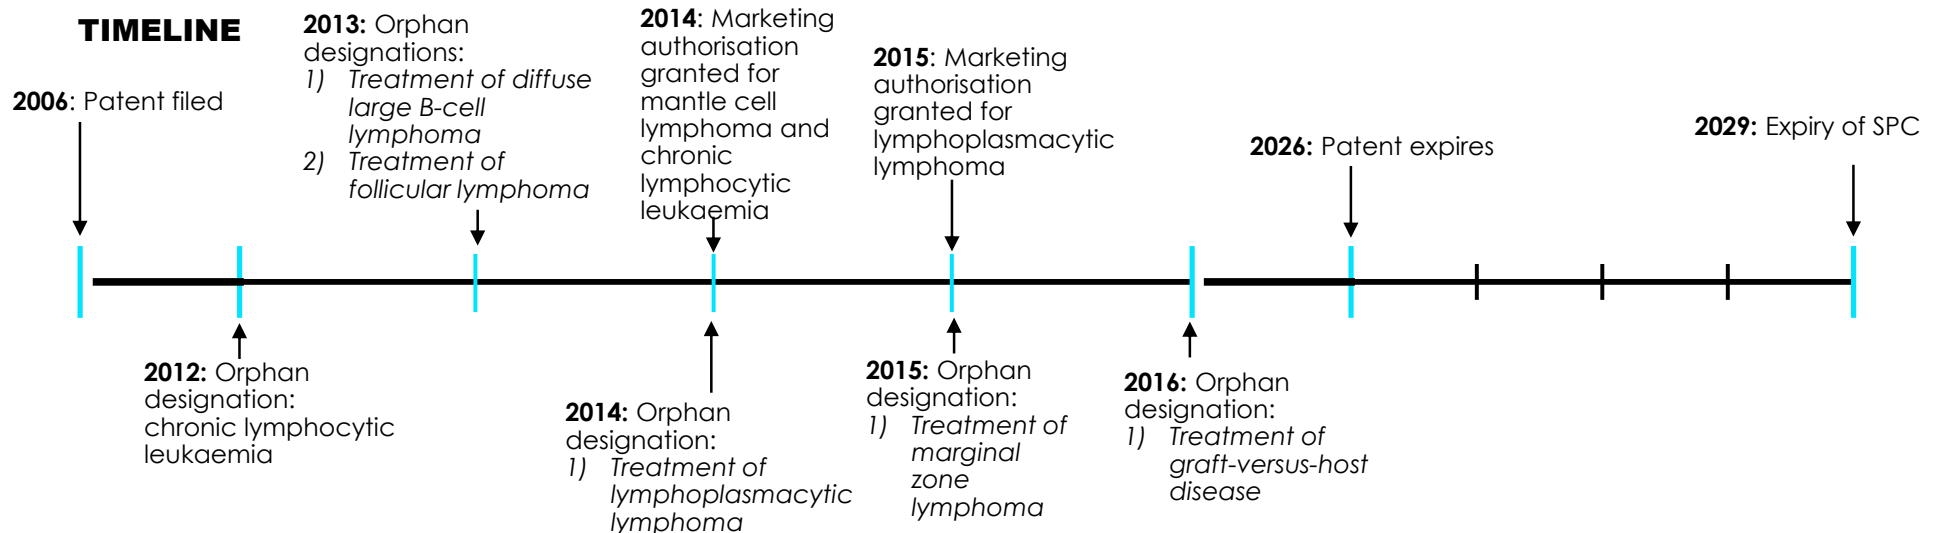 TIMELINE
2006: Patent filed
2013: Orphan
designations:
1) Treatment of diffuse
large B-cell
lymphoma
2) Treatment of
follicular lymphoma
2014: Marketing
authorisation
granted for
mantle cell
lymphoma and
chronic
lymphocytic
leukaemia
2015: Marketing
authorisation
granted for
lymphoplasmacytic
lymphoma
2026: Patent expires
2029: Expiry of SPC
2012: Orphan
designation:
chronic lymphocytic
leukaemia
2014: Orphan
designation:
1) Treatment of
lymphoplasmacytic
lymphoma
2015: Orphan
designation:
1) Treatment of
marginal
zone
lymphoma
2016: Orphan
designation:
1) Treatment of
graft-versus-host
disease